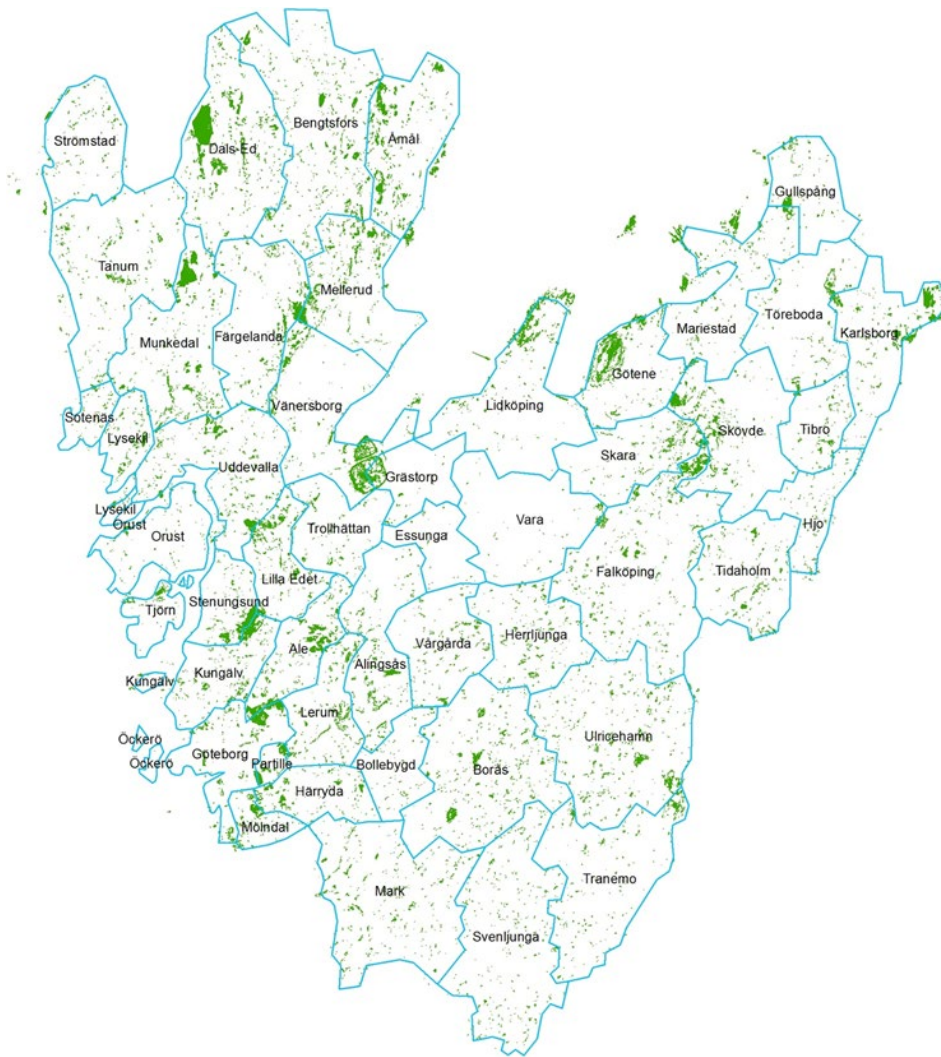 Strömstad
Dals-Ed
Bengtsfors
Åmål
Gullspång
Tanum
Munkedal
Färgelanda
Mellerud
Mariestad
Töreboda
Karlsborg
Götene
Sotenäs
Lysekil
Vänersborg
Lidköping
Skövde
Tibro
Uddevalla
Grästorp
Skara
Lysekil
Orust
Orust
Trollhättan
Essunga
Vara
Hjo
Falköping
Tidaholm
Lilla Edet
Stenungsund
Tjörn
Ale
Vårgårda
Herrljunga
Kungälv
Kungälv
Alingsås
Lerum
Öckerö
Öckerö
Göteborg
Partille
Bollebygd
Borås
Ulricehamn
Härryda
Mölndal
Mark
Tranemo
Svenljunga